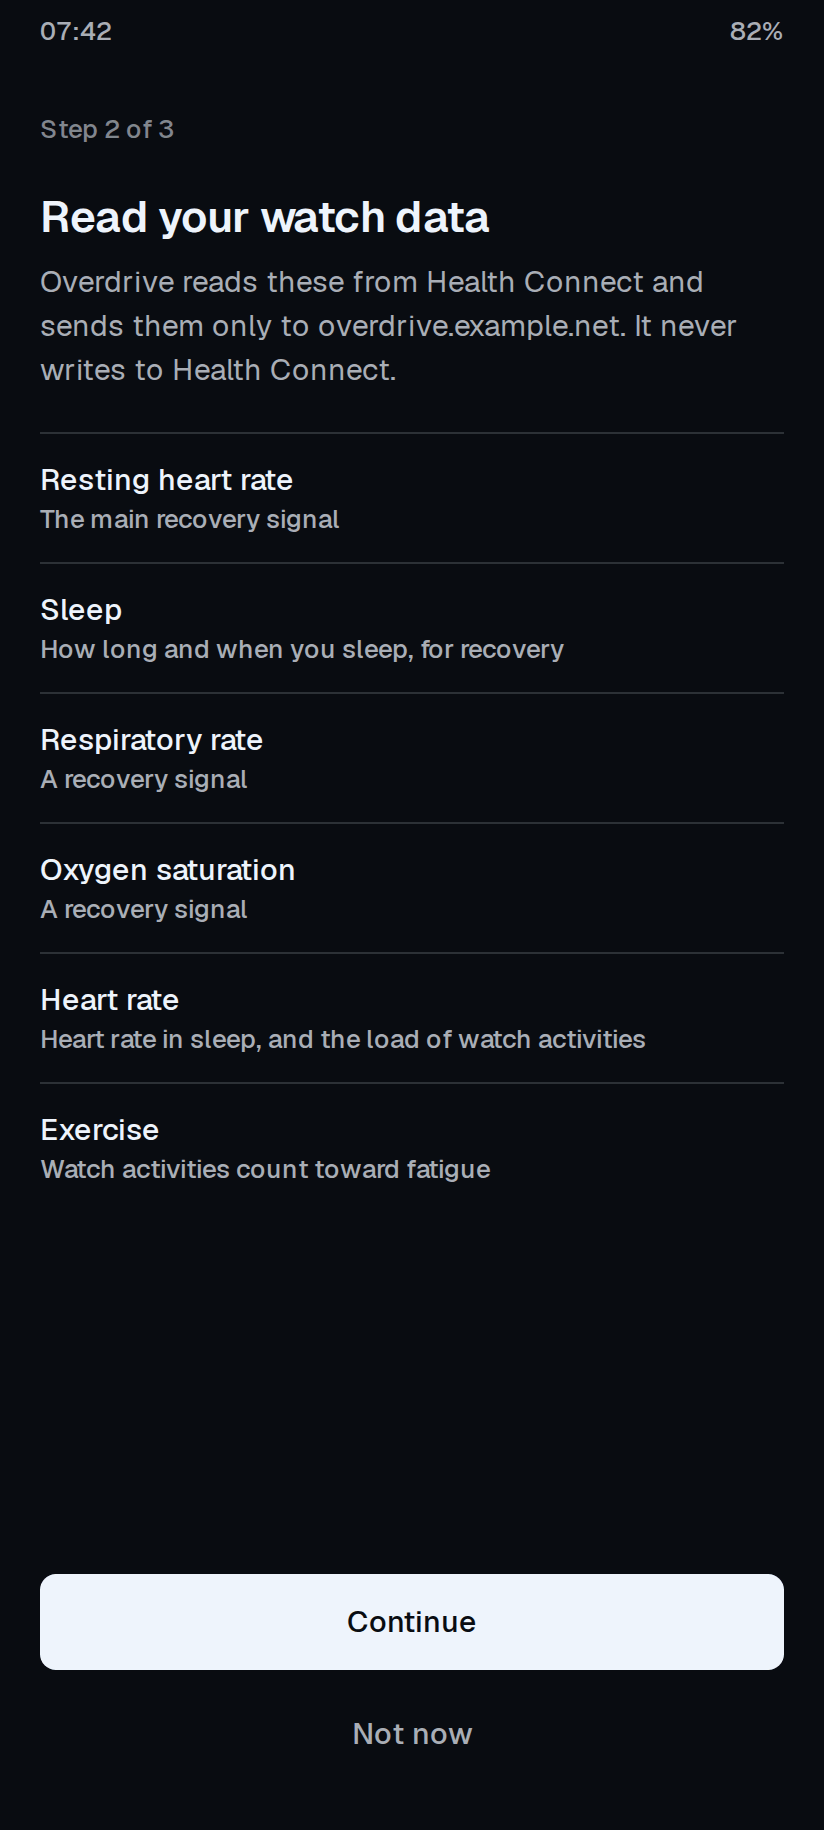 07:42
82%
Step 2 of 3
Read your watch data
Overdrive reads these from Health Connect and
sends them only to overdrive.example.net. It never
writes to Health Connect.
Resting heart rate
The main recovery signal
Sleep
How long and when you sleep, for recovery
Respiratory rate
A recovery signal
Oxygen saturation
A recovery signal
Heart rate
Heart rate in sleep, and the load of watch activities
Exercise
Watch activities count toward fatigue
Continue
Not now